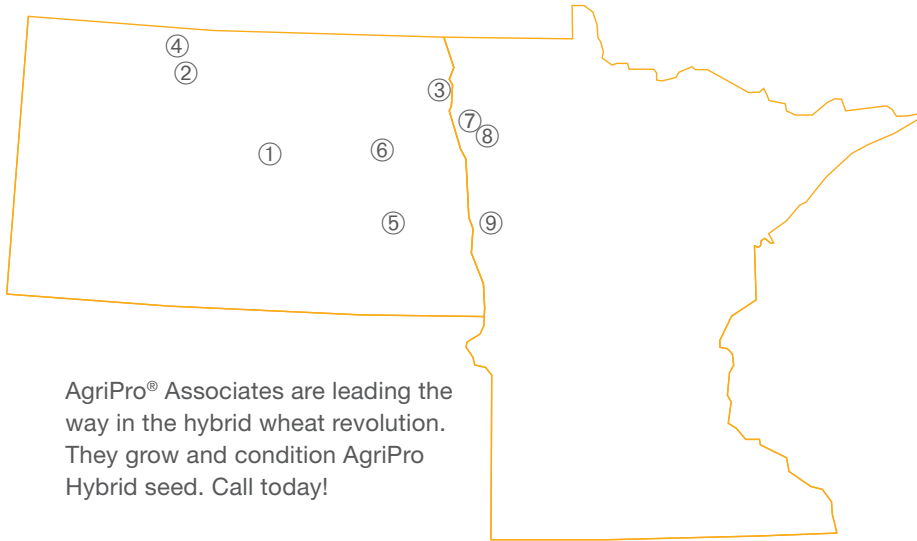 ④
②
③
⑦
⑧
①
⑥
⑤
⑨
AgriPro® Associates are leading the
way in the hybrid wheat revolution.
They grow and condition AgriPro
Hybrid seed. Call today!